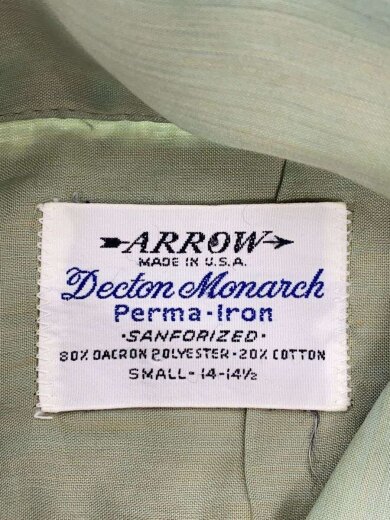 ARROW
MADE IN U.S.A.
Decton Monarch
Perma-Iron
·SANFORIZED·
80% DACRON POLYESTER · 20% COTTON
SMALL - 14-14½